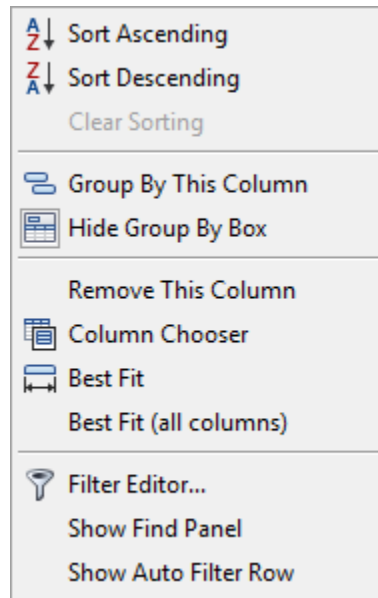 Sort Ascending
Sort Descending
Clear Sorting
Group By This Column
Hide Group By Box
Remove This Column
Column Chooser
Best Fit
Best Fit (all columns)
Filter Editor...
Show Find Panel
Show Auto Filter Row